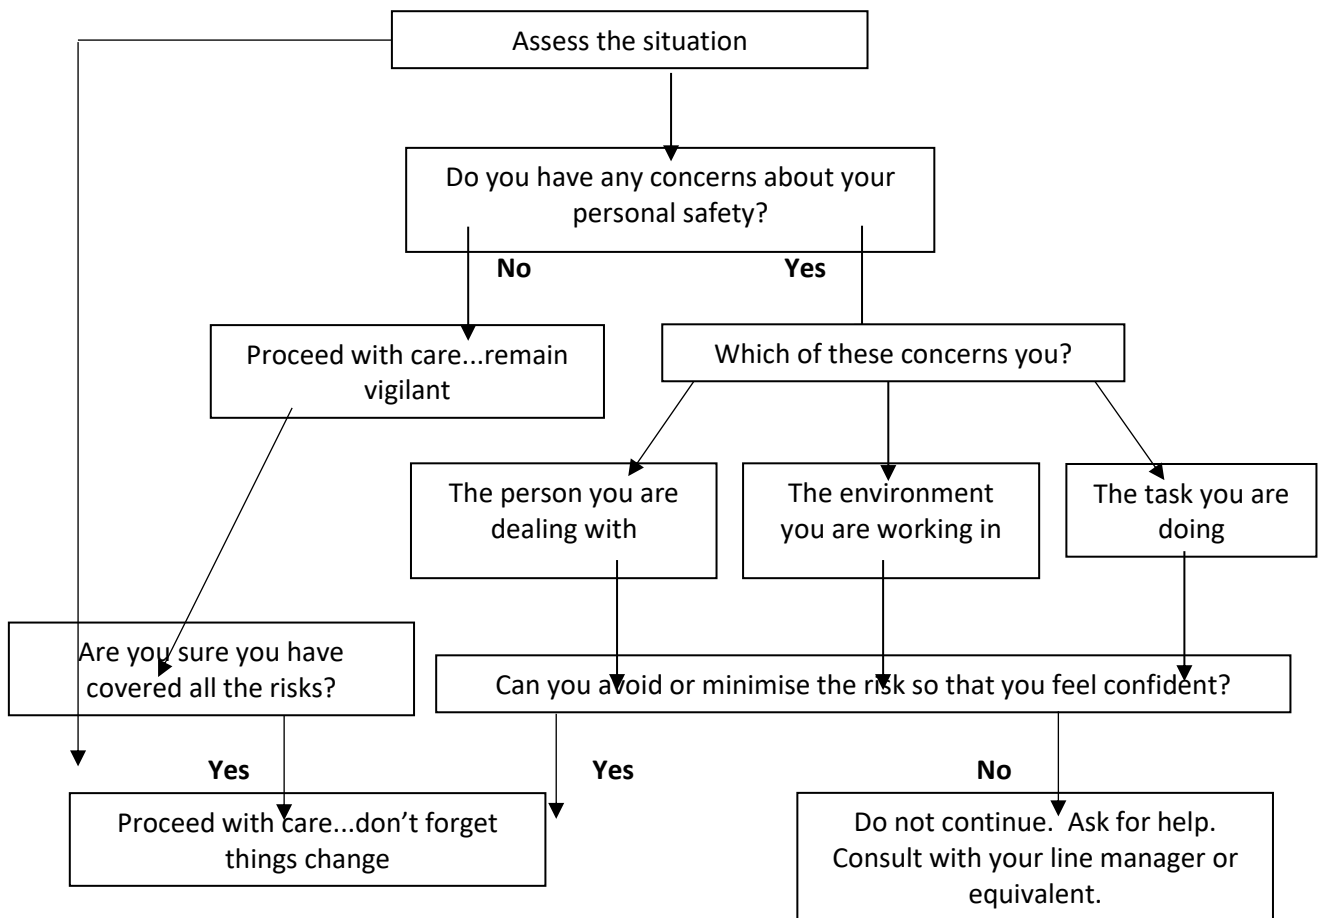 Assess the situation
Do you have any concerns about your
personal safety?
No
Yes
Proceed with care...remain
vigilant
Which of these concerns you?
The person you are
dealing with
The environment
you are working in
The task you are
doing
Are you sure you have
covered all the risks?
Can you avoid or minimise the risk so that you feel confident?
Yes
Yes
No
Proceed with care...don’t forget
things change
Do not continue.  Ask for help.
Consult with your line manager or
equivalent.